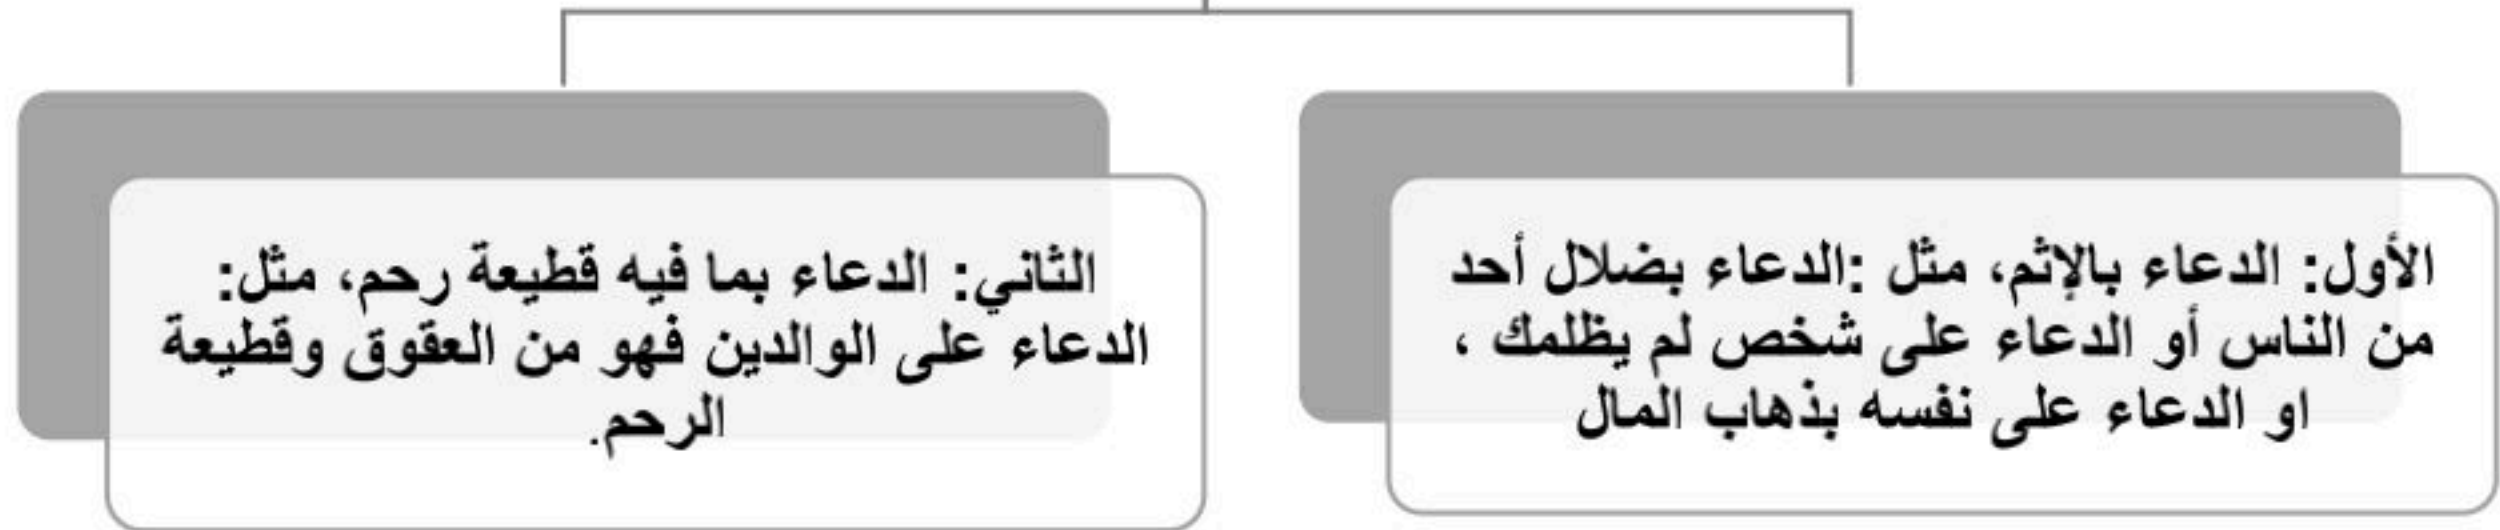 الأول: الدعاء بالإثم، مثل :الدعاء بضلال أحد
من الناس أو الدعاء على شخص لم يظلمك ،
او الدعاء على نفسه بذهاب المال
الثاني: الدعاء بما فيه قطيعة رحم، مثل:
الدعاء على الوالدين فهو من العقوق وقطيعة
الرحم.